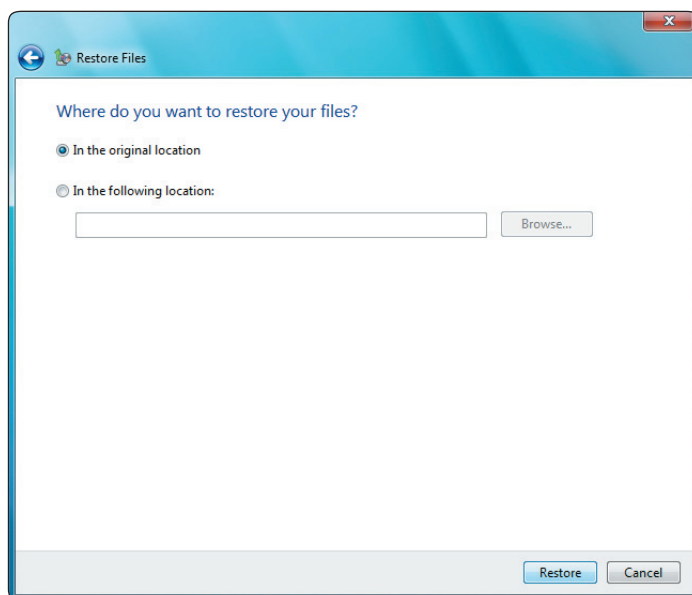 Restore Files
Where do you want to restore your files?
In the original location
In the following location:
Browse...
Restore Cancel